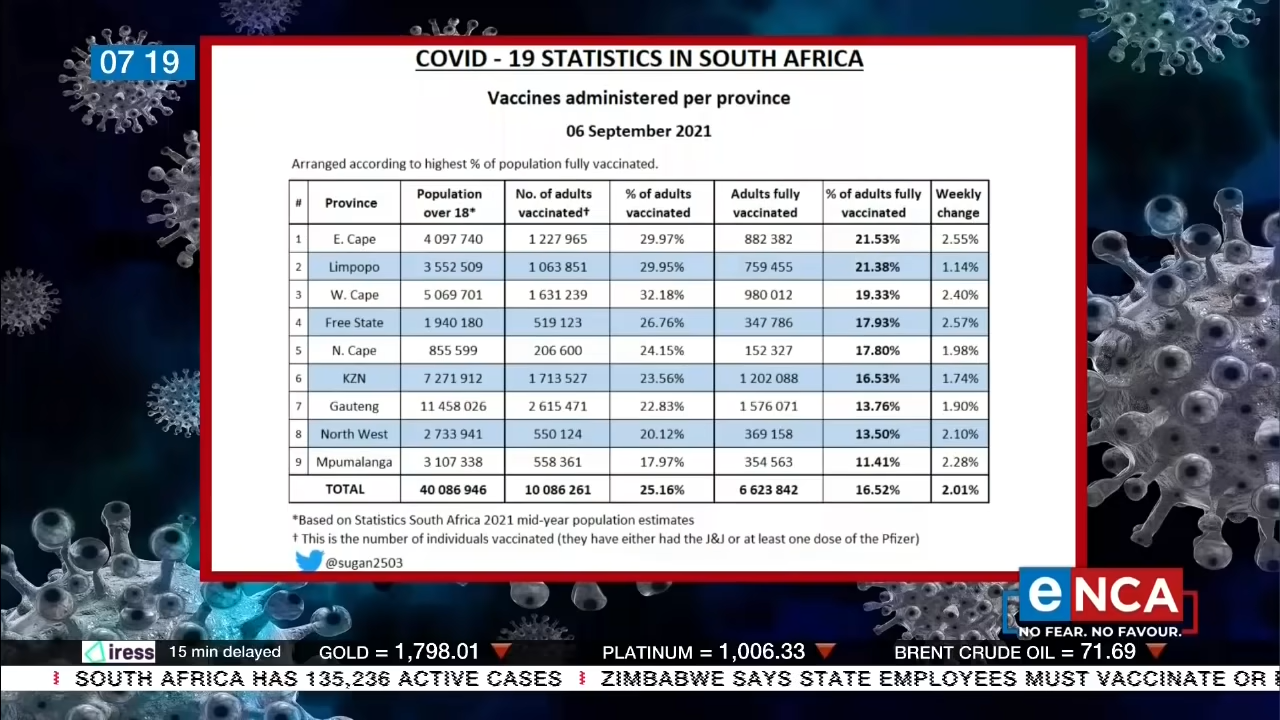 07 19
COVID - 19 STATISTICS IN SOUTH AFRICA
Vaccines administered per province
06 September 2021
Arranged according to highest % of population fully vaccinated.
# Province Population over 18* No. of adults vaccinated† % of adults vaccinated Adults fully vaccinated % of adults fully vaccinated Weekly change
1 E. Cape 4 097 740 1 227 965 29.97% 882 382 21.53% 2.55%
2 Limpopo 3 552 509 1 063 851 29.95% 759 455 21.38% 1.14%
3 W. Cape 5 069 701 1 631 239 32.18% 980 012 19.33% 2.40%
4 Free State 1 940 180 519 123 26.76% 347 786 17.93% 2.57%
5 N. Cape 855 599 206 600 24.15% 152 327 17.80% 1.98%
6 KZN 7 271 912 1 713 527 23.56% 1 202 088 16.53% 1.74%
7 Gauteng 11 458 026 2 615 471 22.83% 1 576 071 13.76% 1.90%
8 North West 2 733 941 550 124 20.12% 369 158 13.50% 2.10%
9 Mpumalanga 3 107 338 558 361 17.97% 354 563 11.41% 2.28%
TOTAL 40 086 946 10 086 261 25.16% 6 623 842 16.52% 2.01%
*Based on Statistics South Africa 2021 mid-year population estimates
† This is the number of individuals vaccinated (they have either had the J&J or at least one dose of the Pfizer)
@sugan2503
eNCA
NO FEAR. NO FAVOUR.
iress 15 min delayed GOLD = 1,798.01 PLATINUM = 1,006.33 BRENT CRUDE OIL = 71.69
SOUTH AFRICA HAS 135,236 ACTIVE CASES ZIMBABWE SAYS STATE EMPLOYEES MUST VACCINATE OR